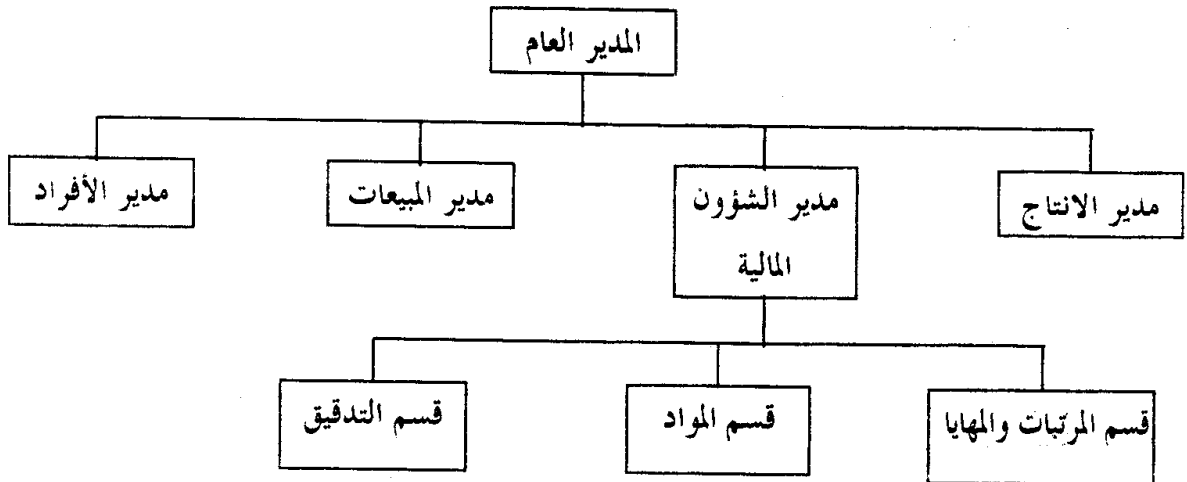 المدير العام
مدير الانتاج
مدير الشؤون
المالية
مدير المبيعات
مدير الأفراد
قسم المرتبات والمهايا
قسم المواد
قسم التدقيق